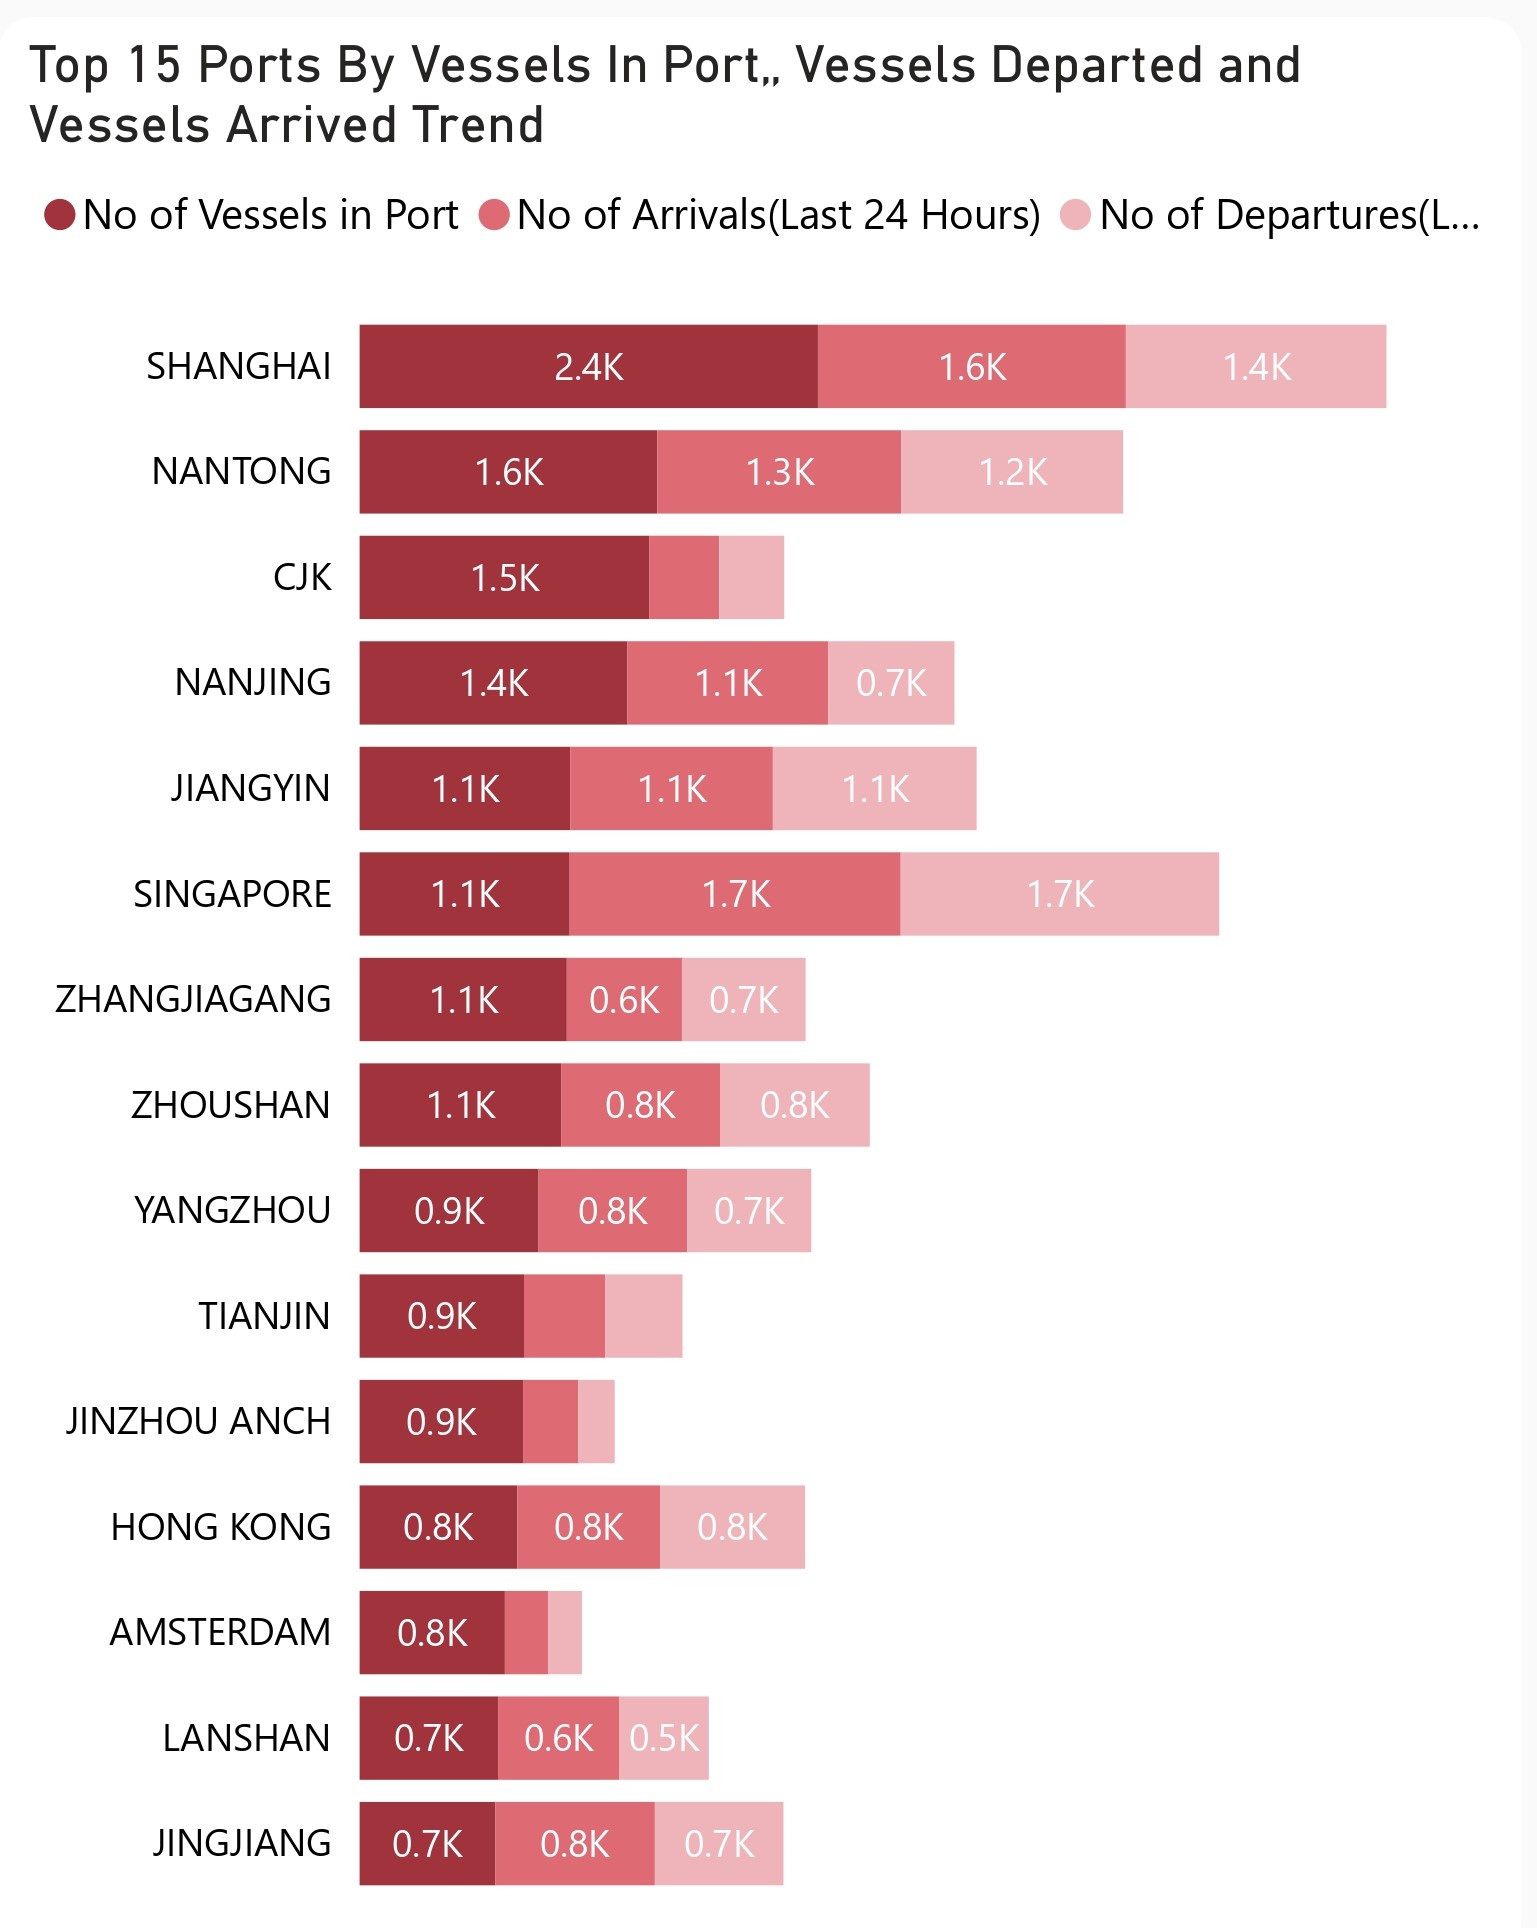 Top 15 Ports By Vessels In Port,, Vessels Departed and
Vessels Arrived Trend
No of Vessels in Port No of Arrivals(Last 24 Hours) No of Departures(L...
SHANGHAI 2.4K 1.6K 1.4K
NANTONG 1.6K 1.3K 1.2K
CJK 1.5K
NANJING 1.4K 1.1K 0.7K
JIANGYIN 1.1K 1.1K 1.1K
SINGAPORE 1.1K 1.7K 1.7K
ZHANGJIAGANG 1.1K 0.6K 0.7K
ZHOUSHAN 1.1K 0.8K 0.8K
YANGZHOU 0.9K 0.8K 0.7K
TIANJIN 0.9K
JINZHOU ANCH 0.9K
HONG KONG 0.8K 0.8K 0.8K
AMSTERDAM 0.8K
LANSHAN 0.7K 0.6K 0.5K
JINGJIANG 0.7K 0.8K 0.7K